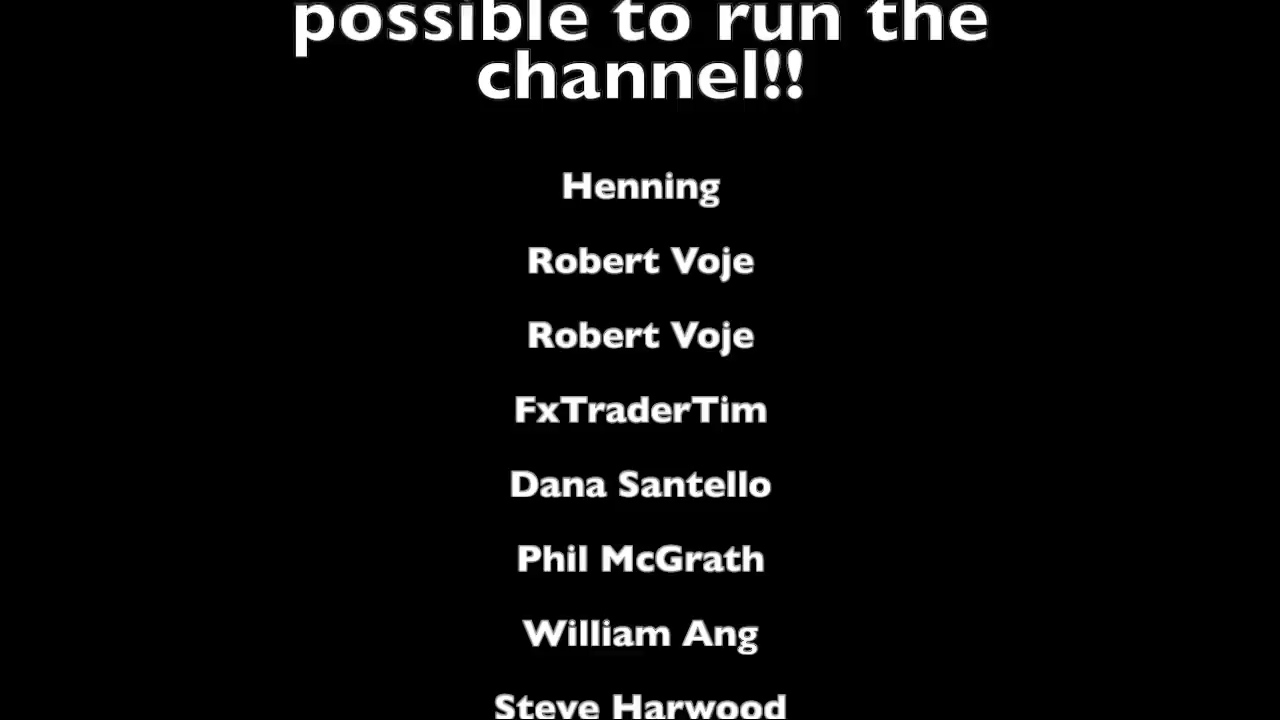 possible to run the
channel!!
Henning
Robert Voje
Robert Voje
FxTraderTim
Dana Santello
Phil McGrath
William Ang
Steve Harwood